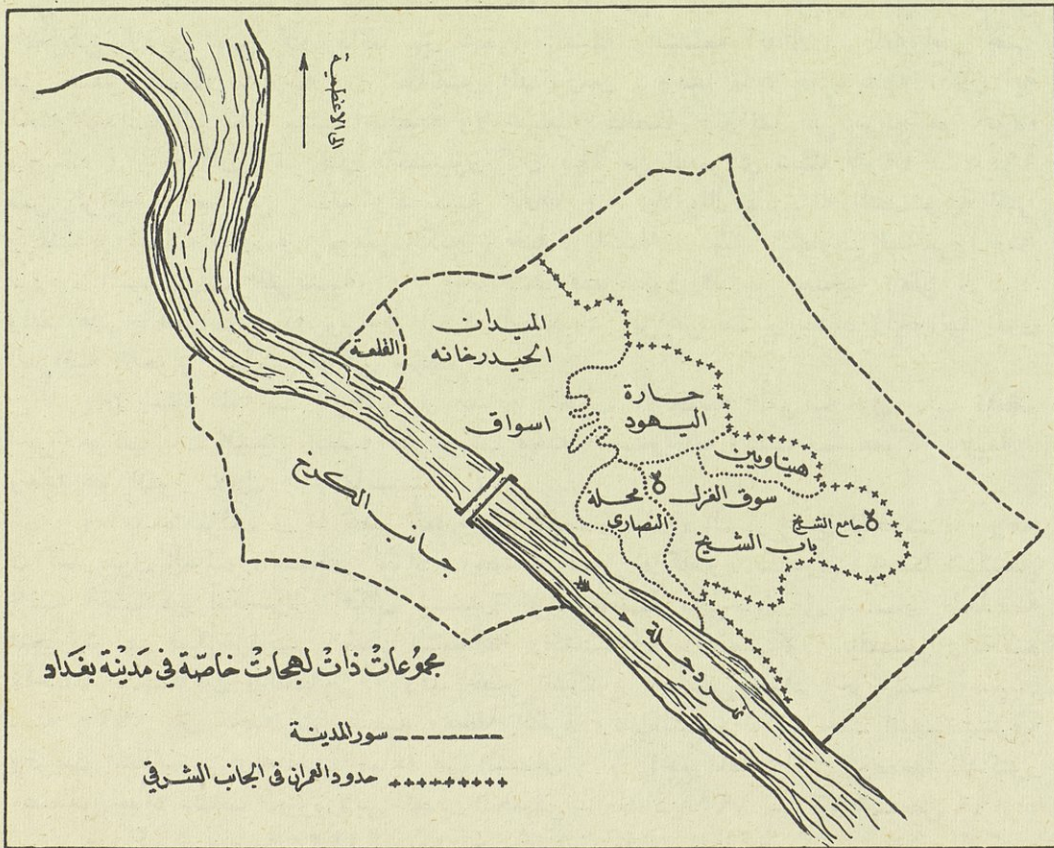 الى الاعظمية
الميدان
الحيدرخانه
القلعة
حارة
اليهود
اسواق
هيتاويين
سوق الغزل
محلة
النصارى
جامع الشيخ
باب الشيخ
جانب الكرخ
نهر دجلة
مجموعات ذات لهجات خاصة في مدينة بغداد
سور المدينة
حدود العمران في الجانب الشرقي